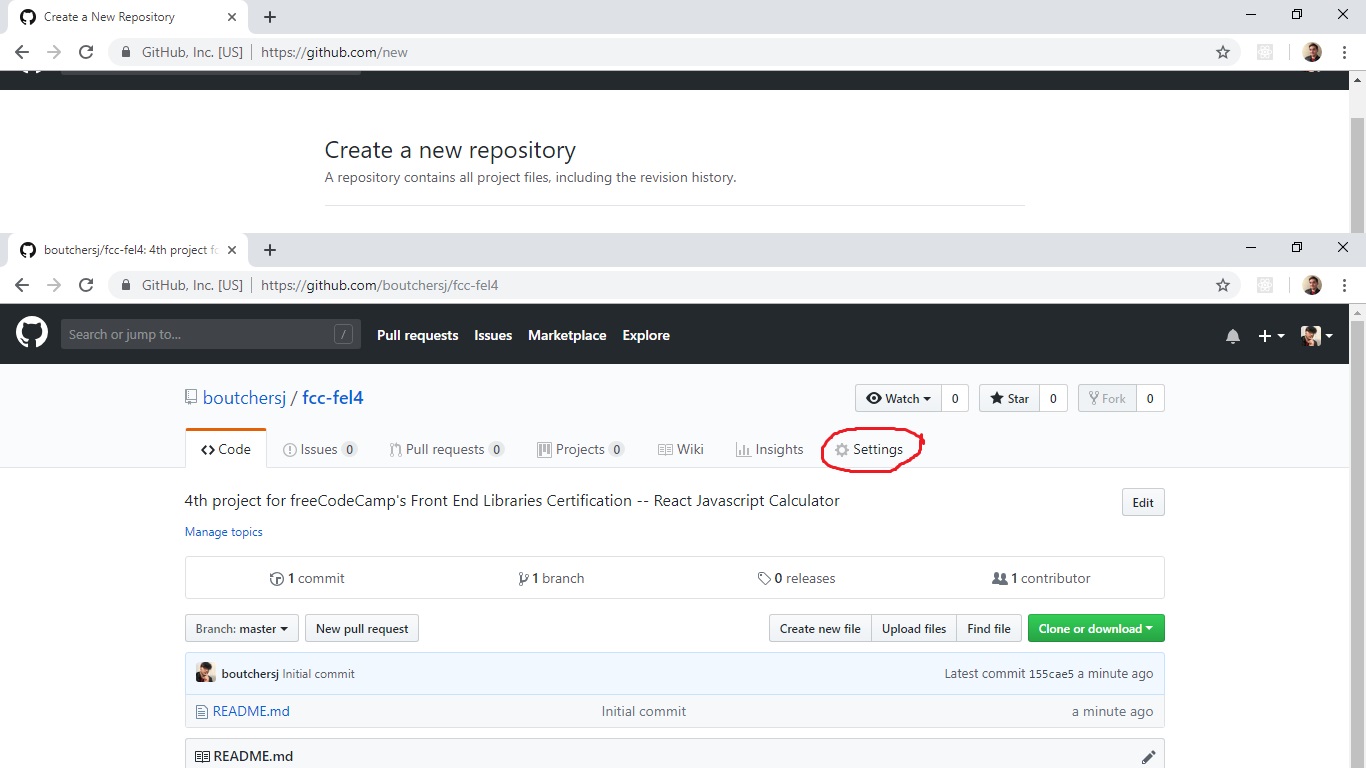 Create a New Repository
GitHub, Inc. [US] https://github.com/new
Create a new repository
A repository contains all project files, including the revision history.
boutchersj/fcc-fel4: 4th project fo
GitHub, Inc. [US] https://github.com/boutchersj/fcc-fel4
Search or jump to... / Pull requests Issues Marketplace Explore
boutchersj / fcc-fel4 Watch 0 Star 0 Fork 0
Code Issues 0 Pull requests 0 Projects 0 Wiki Insights Settings
4th project for freeCodeCamp's Front End Libraries Certification -- React Javascript Calculator Edit
Manage topics
1 commit 1 branch 0 releases 1 contributor
Branch: master New pull request Create new file Upload files Find file Clone or download
boutchersj Initial commit Latest commit 155cae5 a minute ago
README.md Initial commit a minute ago
README.md